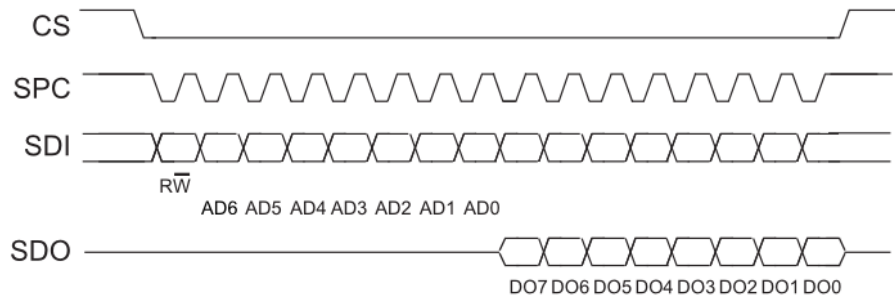 CS
SPC
SDI
RW̅
AD6 AD5 AD4 AD3 AD2 AD1 AD0
SDO
DO7 DO6 DO5 DO4 DO3 DO2 DO1 DO0